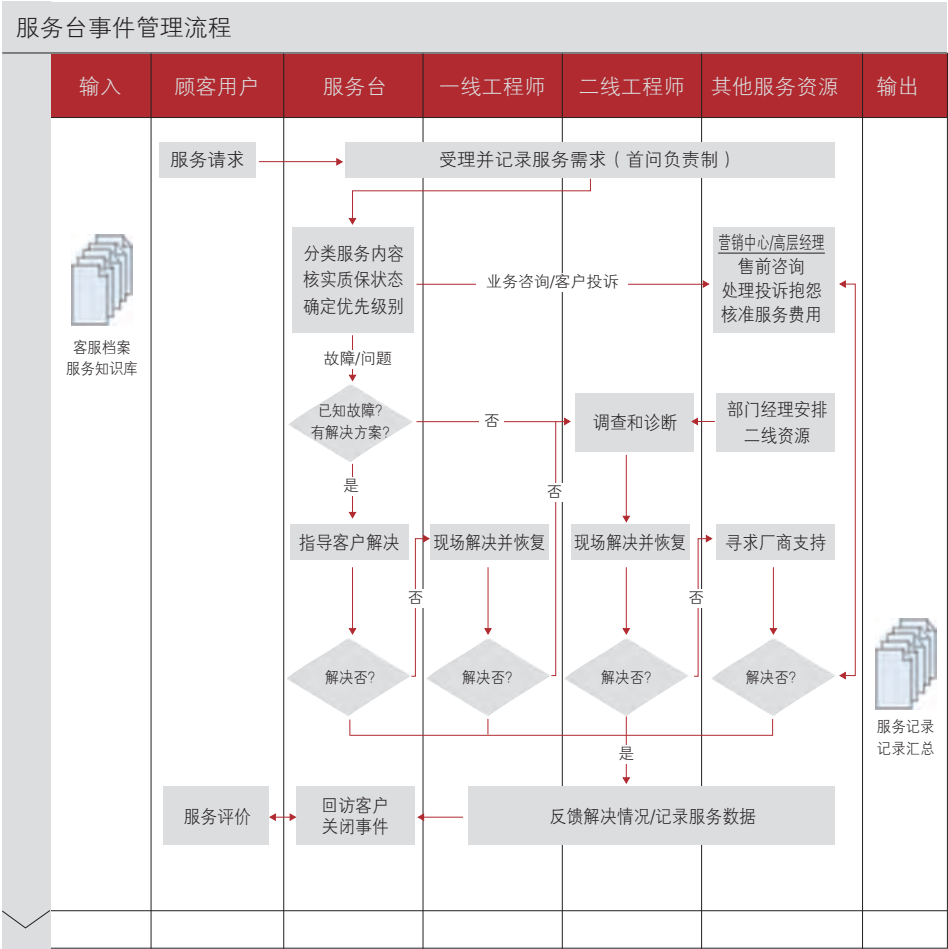 服务台事件管理流程
输入
顾客用户
服务台
一线工程师
二线工程师
其他服务资源
输出
服务请求
受理并记录服务需求（首问负责制）
分类服务内容
核实质保状态
确定优先级别
业务咨询/客户投诉
营销中心/高层经理
售前咨询
处理投诉抱怨
核准服务费用
客服档案
服务知识库
故障/问题
已知故障?
有解决方案?
否
调查和诊断
部门经理安排
二线资源
是
否
指导客户解决
现场解决并恢复
现场解决并恢复
寻求厂商支持
否
否
解决否?
解决否?
解决否?
解决否?
服务记录
记录汇总
是
服务评价
回访客户
关闭事件
反馈解决情况/记录服务数据